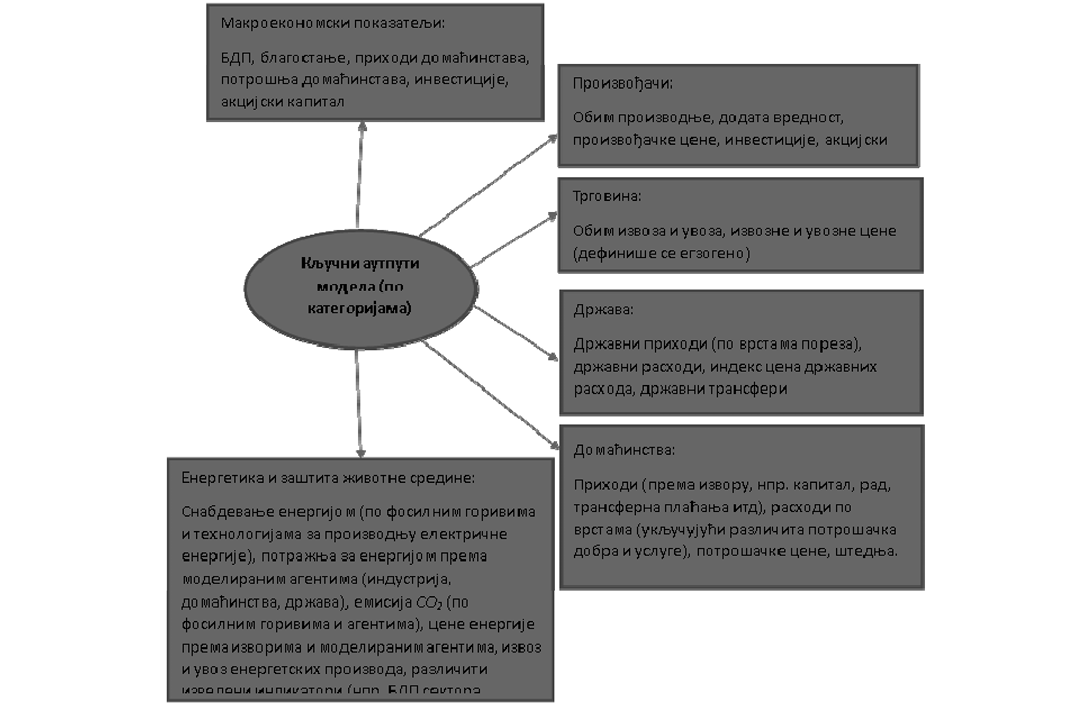 Макроекономски показатељи:
БДП, благостање, приходи домаћинстава,
потрошња домаћинстава, инвестиције,
акцијски капитал
Произвођачи:
Обим производње, додата вредност,
произвођачке цене, инвестиције, акцијски
Трговина:
Обим извоза и увоза, извозне и увозне цене
(дефинише се егзогено)
Кључни аутпути
модела (по
категоријама)
Држава:
Државни приходи (по врстама пореза),
државни расходи, индекс цена државних
расхода, државни трансфери
Домаћинства:
Приходи (према извору, нпр. капитал, рад,
трансферна плаћања итд), расходи по
врстама (укључујући различита потрошачка
добра и услуге), потрошачке цене, штедња.
Енергетика и заштита животне средине:
Снабдевање енергијом (по фосилним горивима
и технологијама за производњу електричне
енергије), потражња за енергијом према
моделираним агентима (индустрија,
домаћинства, држава), емисија CO₂ (по
фосилним горивима и агентима), цене енергије
према изворима и моделираним агентима, извоз
и увоз енергетских производа, различити
изведени индикатори (нпр. БДП сектора